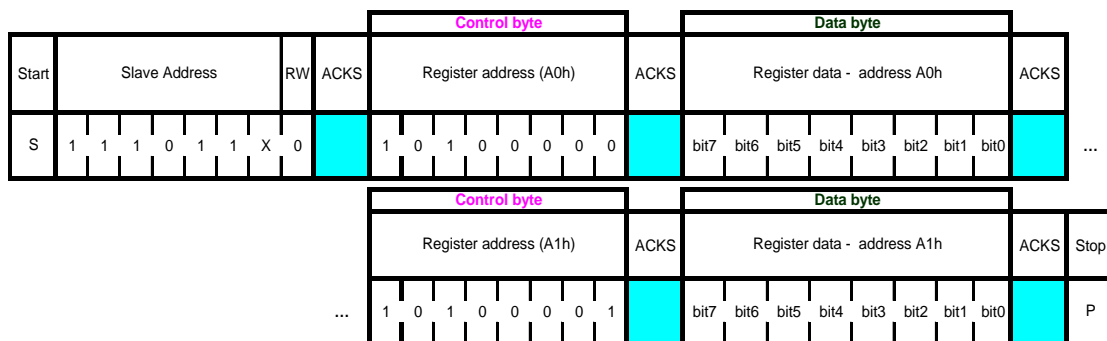 Control byte Data byte
Start Slave Address RW ACKS Register address (A0h) ACKS Register data - address A0h ACKS
S 1 1 1 0 1 1 X 0 1 0 1 0 0 0 0 0 bit7 bit6 bit5 bit4 bit3 bit2 bit1 bit0 ...
Control byte Data byte
Register address (A1h) ACKS Register data - address A1h ACKS Stop
... 1 0 1 0 0 0 0 1 bit7 bit6 bit5 bit4 bit3 bit2 bit1 bit0 P